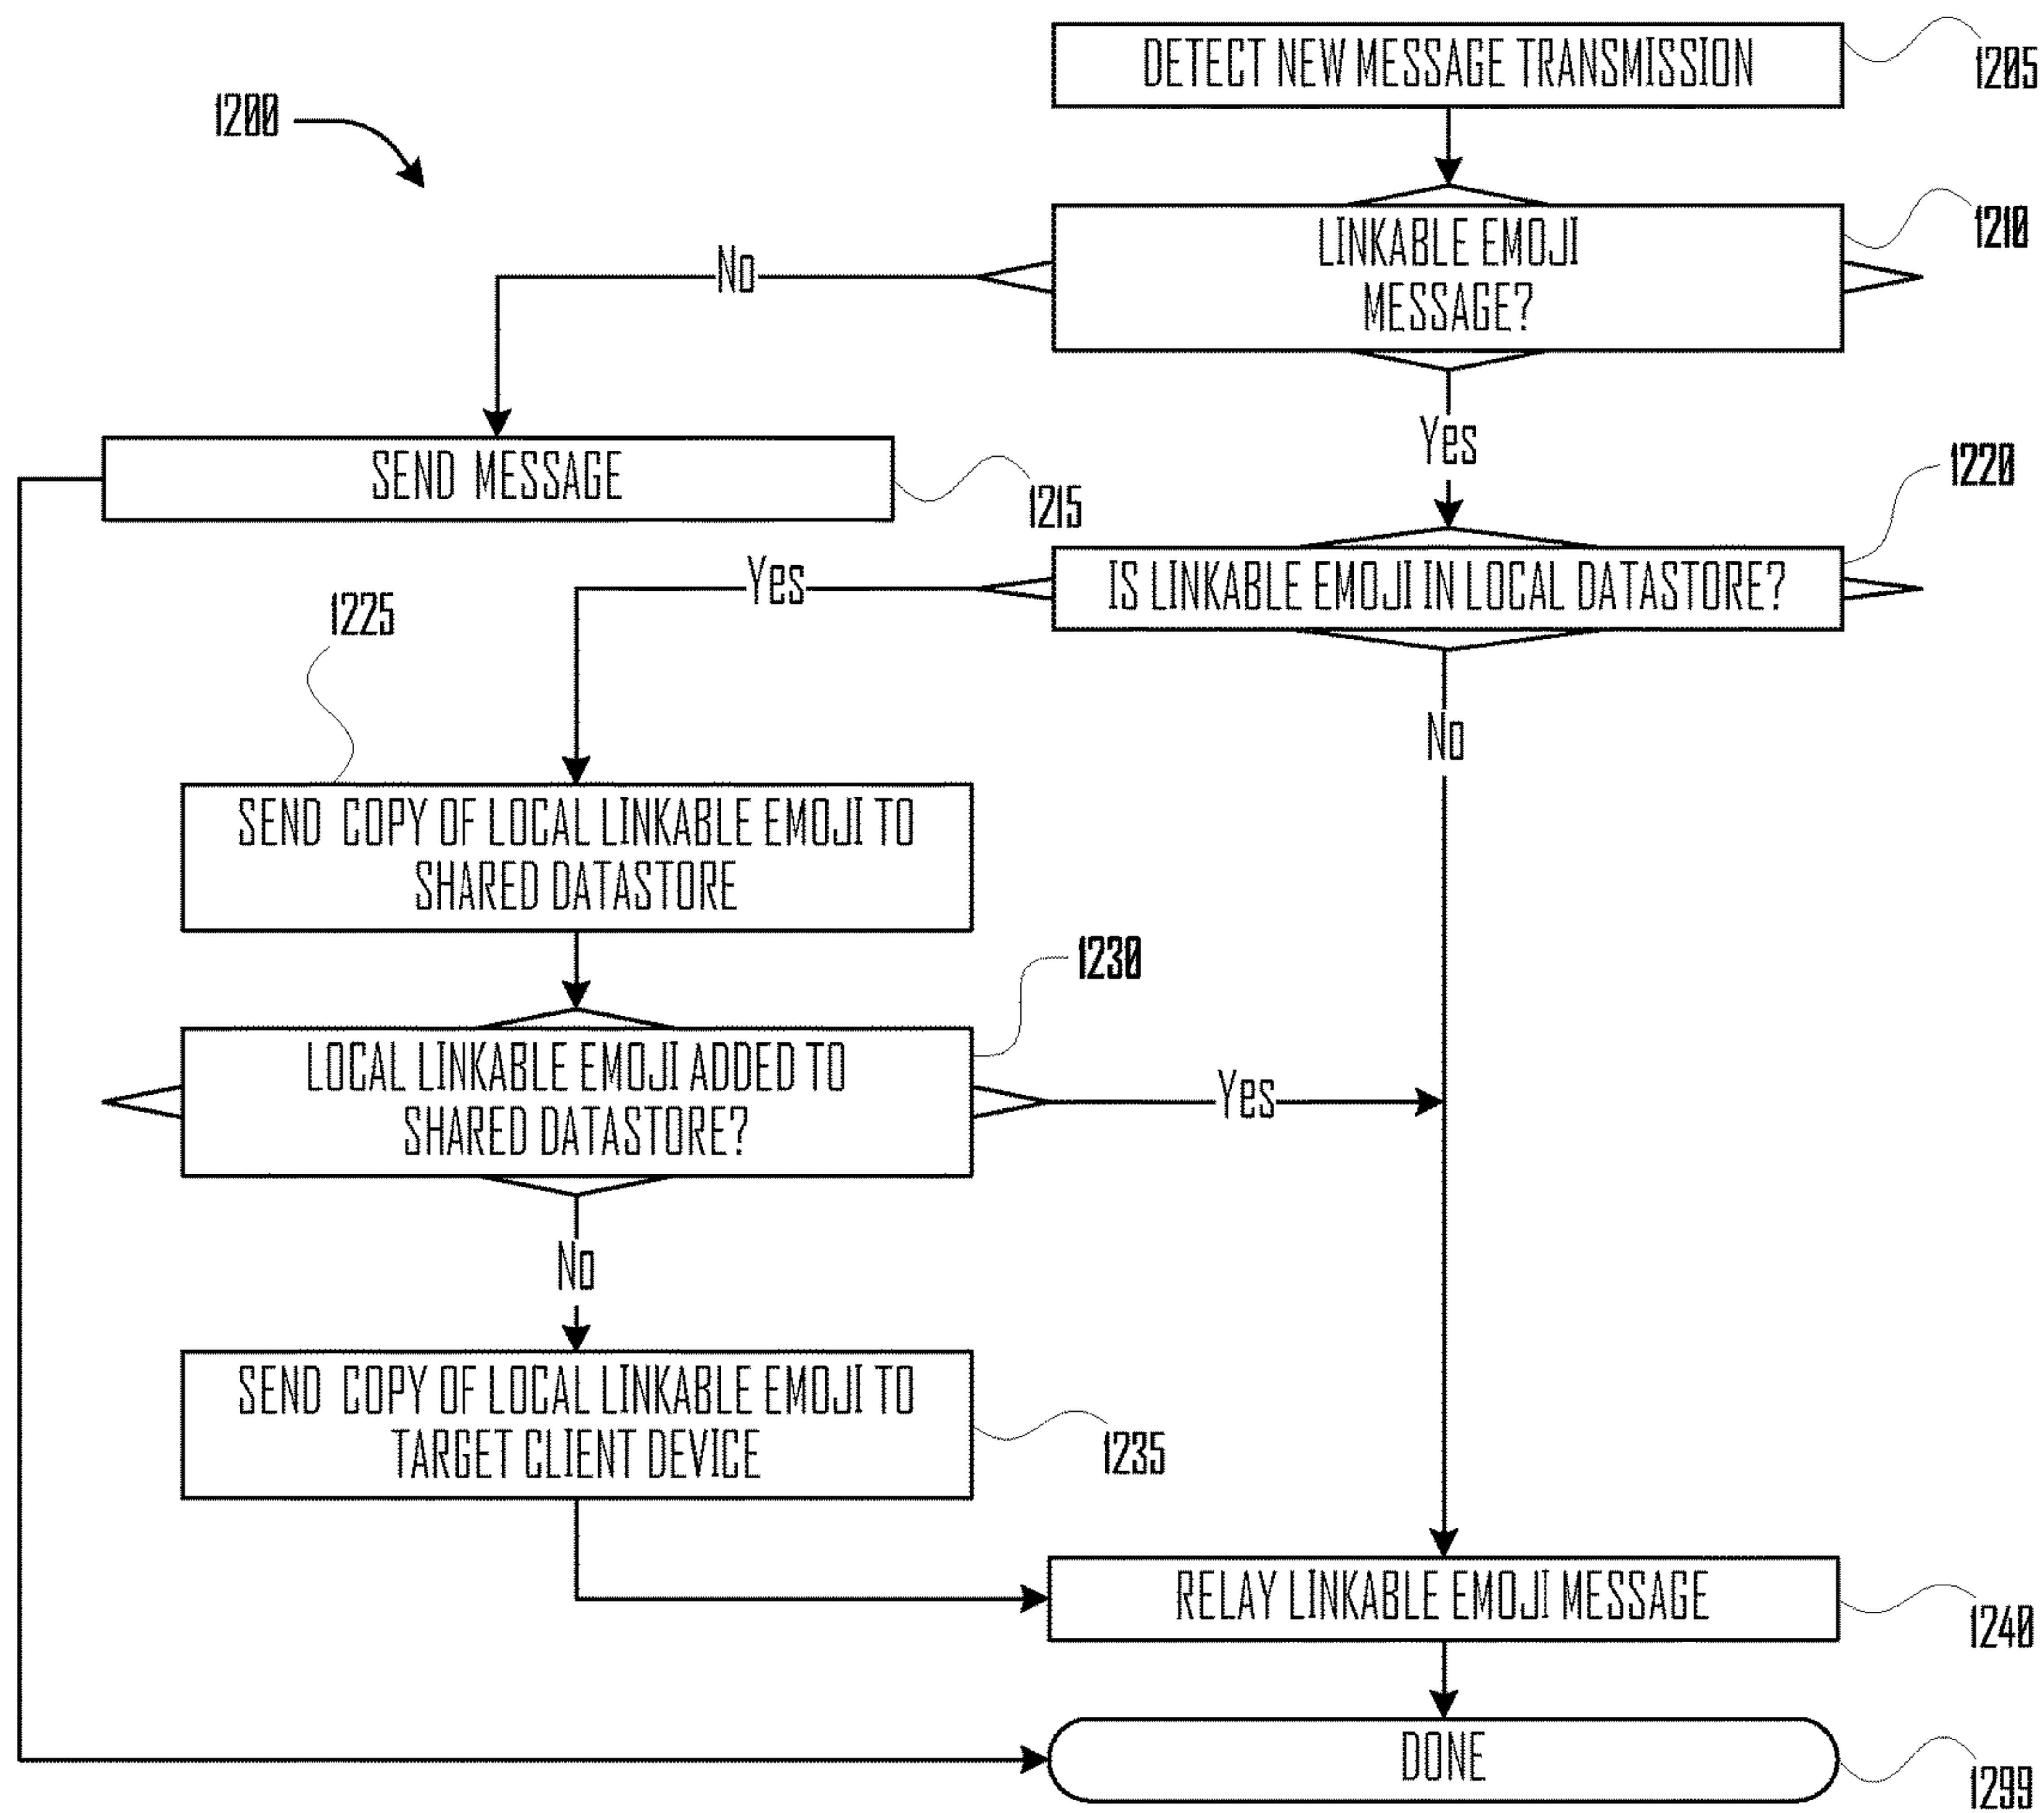 DETECT NEW MESSAGE TRANSMISSION
1205
1200
LINKABLE EMOJI
MESSAGE?
1210
No
Yes
SEND MESSAGE
1215
IS LINKABLE EMOJI IN LOCAL DATASTORE?
1220
Yes
No
1225
SEND COPY OF LOCAL LINKABLE EMOJI TO
SHARED DATASTORE
1230
LOCAL LINKABLE EMOJI ADDED TO
SHARED DATASTORE?
Yes
No
SEND COPY OF LOCAL LINKABLE EMOJI TO
TARGET CLIENT DEVICE
1235
RELAY LINKABLE EMOJI MESSAGE
1240
DONE
1299